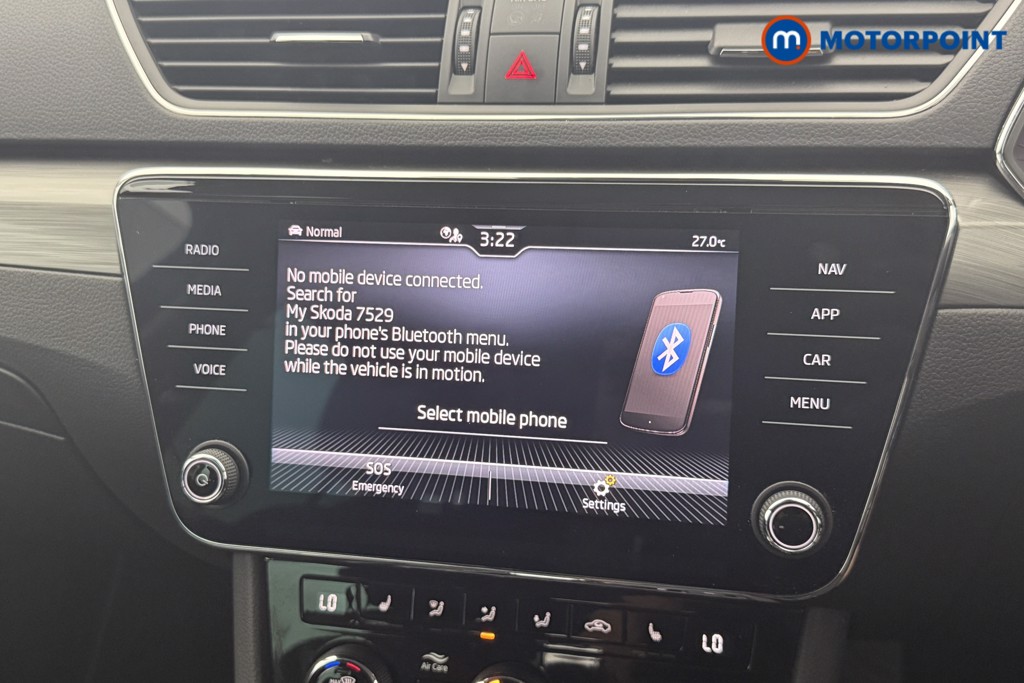 m MOTORPOINT
RADIO
MEDIA
PHONE
VOICE
Normal
3:22
27.0°C
No mobile device connected.
Search for
My Skoda 7529
in your phone's Bluetooth menu.
Please do not use your mobile device
while the vehicle is in motion.
Select mobile phone
SOS
Emergency
Settings
NAV
APP
CAR
MENU
LO
LO
Air Care
MAX